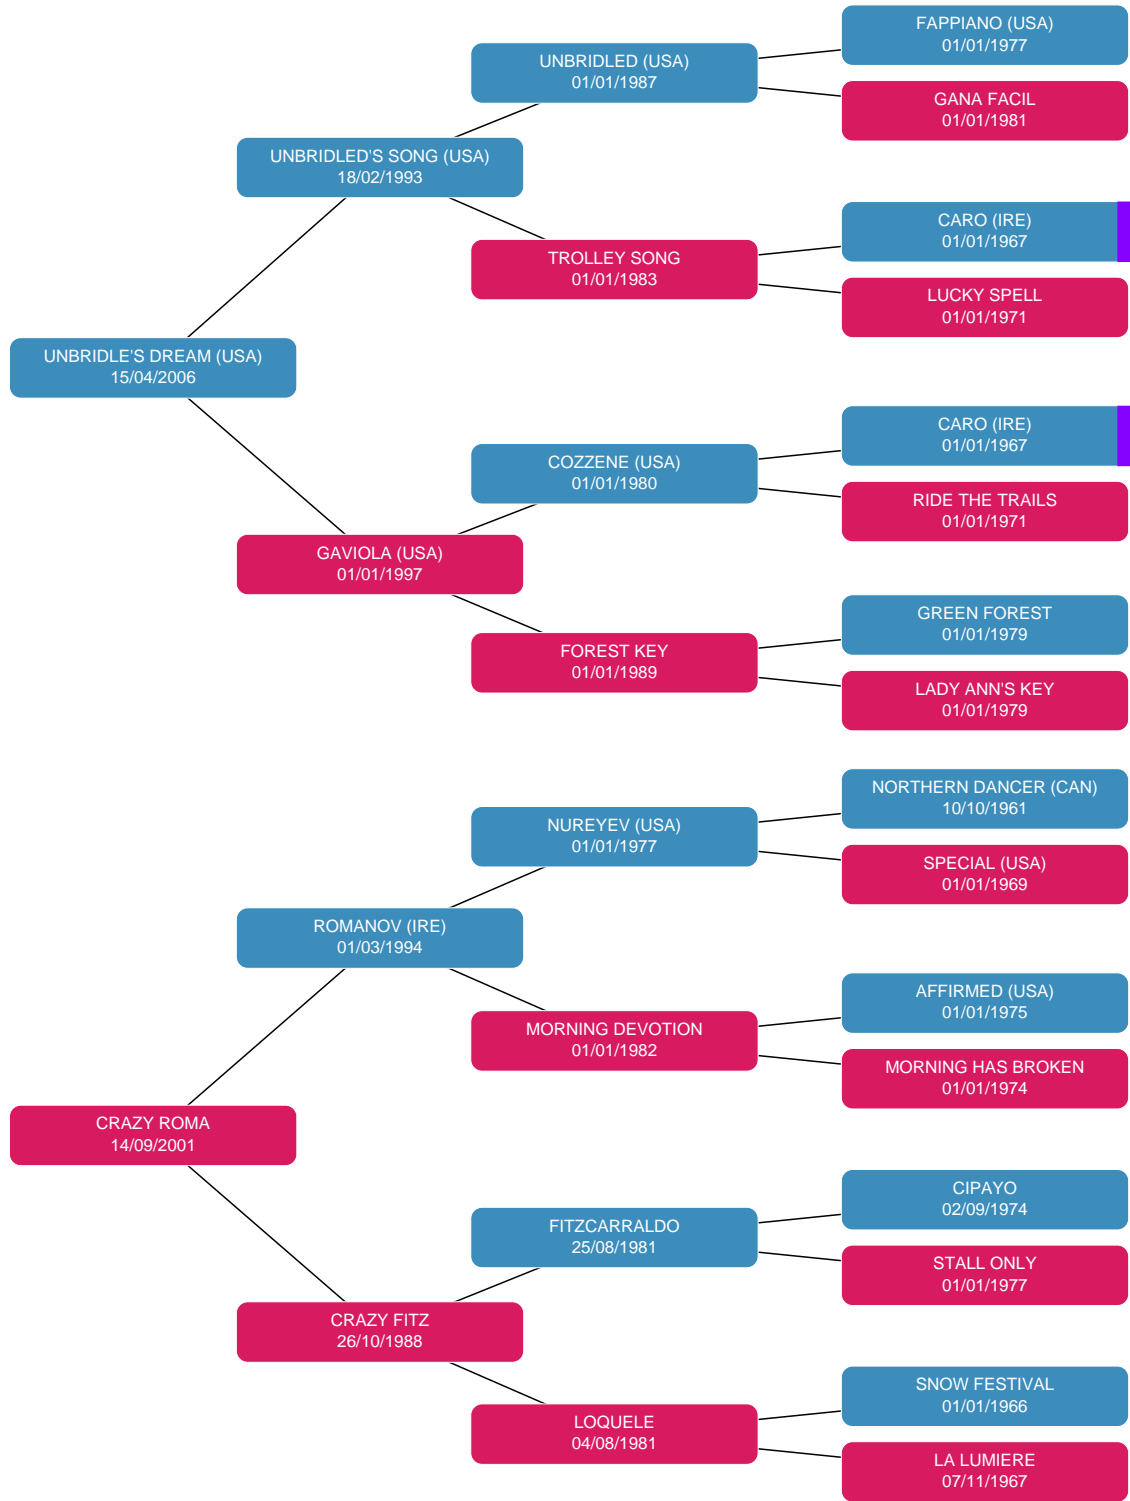 FAPPIANO (USA)
01/01/1977
UNBRIDLED (USA)
01/01/1987
GANA FACIL
01/01/1981
UNBRIDLED'S SONG (USA)
18/02/1993
CARO (IRE)
01/01/1967
TROLLEY SONG
01/01/1983
LUCKY SPELL
01/01/1971
UNBRIDLE'S DREAM (USA)
15/04/2006
CARO (IRE)
01/01/1967
COZZENE (USA)
01/01/1980
RIDE THE TRAILS
01/01/1971
GAVIOLA (USA)
01/01/1997
GREEN FOREST
01/01/1979
FOREST KEY
01/01/1989
LADY ANN'S KEY
01/01/1979
NORTHERN DANCER (CAN)
10/10/1961
NUREYEV (USA)
01/01/1977
SPECIAL (USA)
01/01/1969
ROMANOV (IRE)
01/03/1994
AFFIRMED (USA)
01/01/1975
MORNING DEVOTION
01/01/1982
MORNING HAS BROKEN
01/01/1974
CRAZY ROMA
14/09/2001
CIPAYO
02/09/1974
FITZCARRALDO
25/08/1981
STALL ONLY
01/01/1977
CRAZY FITZ
26/10/1988
SNOW FESTIVAL
01/01/1966
LOQUELE
04/08/1981
LA LUMIERE
07/11/1967